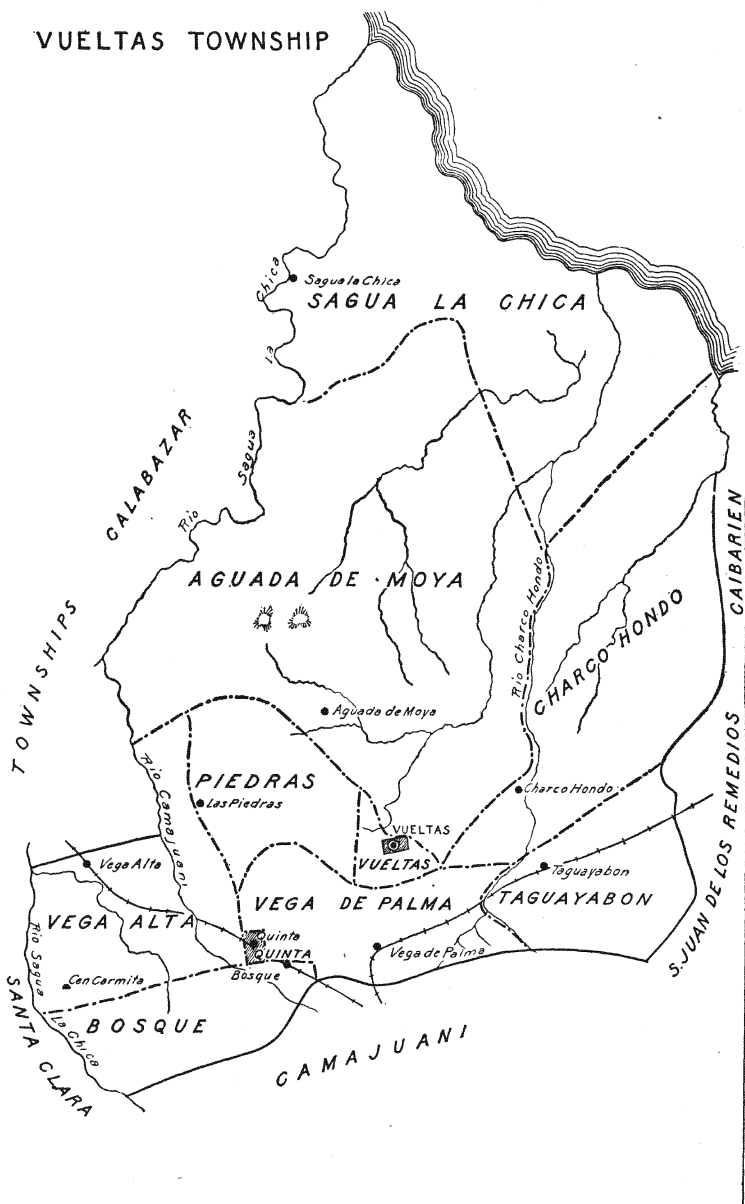 VUELTAS TOWNSHIP
Sagua la Chica
SAGUA LA CHICA
Rio Sagua la Chica
CALABAZAR
TOWNSHIPS
AGUADA DE MOYA
Rio Charco Hondo
CHARCO HONDO
CAIBARIEN
Aguada de Moya
Rio Camajuani
PIEDRAS
Las Piedras
Charco Hondo
VUELTAS
VUELTAS
Vega Alta
Taguayabon
VEGA DE PALMA
TAGUAYABON
VEGA ALTA
Quinta
QUINTA
Vega de Palma
S. JUAN DE LOS REMEDIOS
Bosque
Cen Carmita
BOSQUE
Rio Sagua La Chica
SANTA CLARA
CAMAJUANI